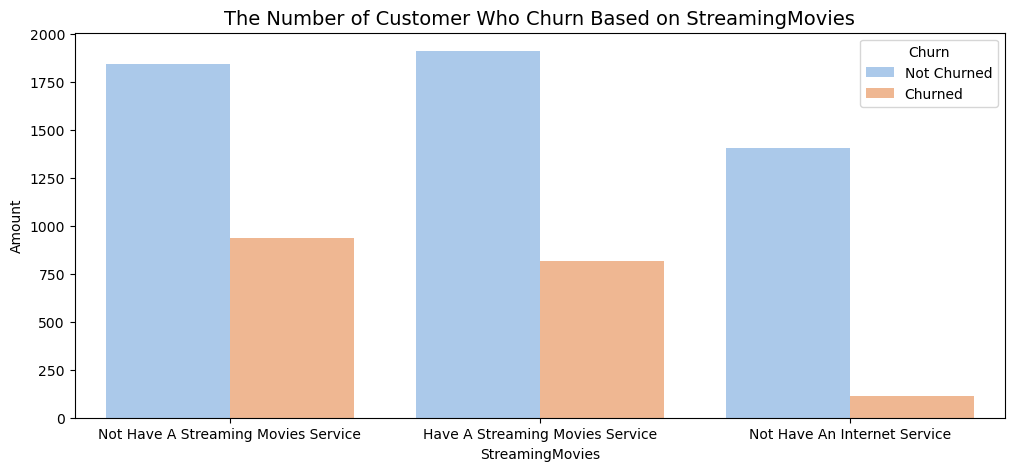 The Number of Customer Who Churn Based on StreamingMovies
Churn
Not Churned
Churned
Amount
2000
1750
1500
1250
1000
750
500
250
0
Not Have A Streaming Movies Service
Have A Streaming Movies Service
Not Have An Internet Service
StreamingMovies